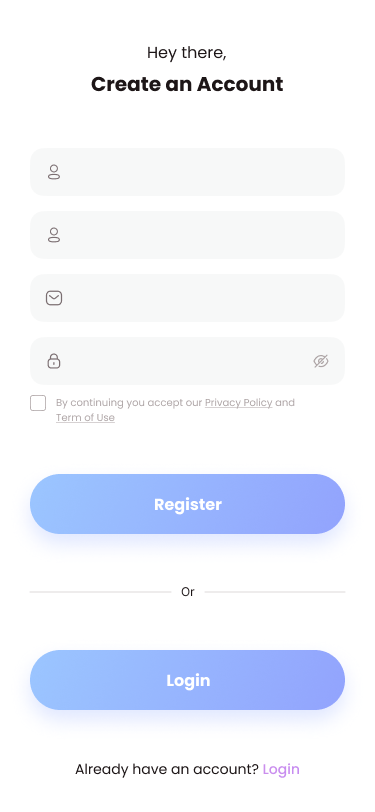 Hey there,
Create an Account
By continuing you accept our Privacy Policy and
Term of Use
Register
Or
Login
Already have an account? Login